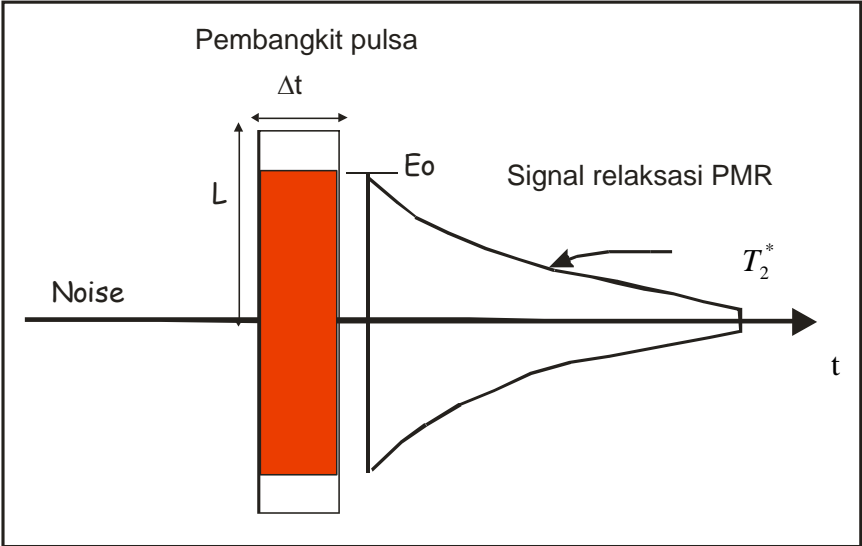 Pembangkit pulsa
Δt
Eo
L
Signal relaksasi PMR
T₂*
Noise
t